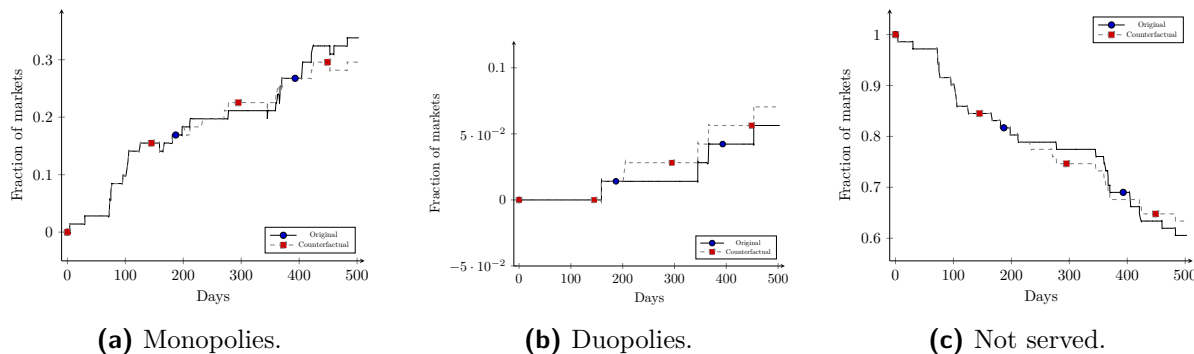 Fraction of markets
0.3
0.2
0.1
0
0 100 200 300 400 500
Days
Original
Counterfactual
(a) Monopolies.
Fraction of markets
0.1
5 · 10⁻²
0
−5 · 10⁻²
0 100 200 300 400 500
Days
Original
Counterfactual
(b) Duopolies.
Fraction of markets
1
0.9
0.8
0.7
0.6
0 100 200 300 400 500
Days
Original
Counterfactual
(c) Not served.